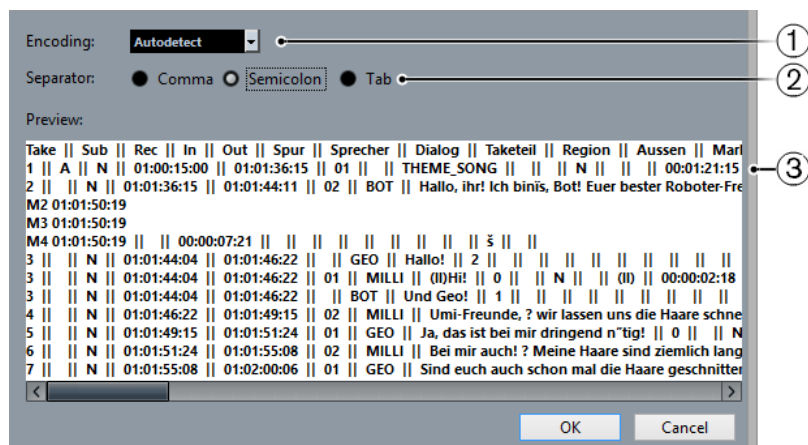 Encoding: Autodetect 1
Separator: Comma Semicolon Tab 2
Preview:
Take || Sub || Rec || In || Out || Spur || Sprecher || Dialog || Taketeil || Region || Aussen || Mark
1 || A || N || 01:00:15:00 || 01:01:36:15 || 01 || || THEME_SONG || || || N || || || 00:01:21:15 3
2 || || N || 01:01:36:15 || 01:01:44:11 || 02 || BOT || Hallo, ihr! Ich binïs, Bot! Euer bester Roboter-Fre
M2 01:01:50:19
M3 01:01:50:19
M4 01:01:50:19 || || 00:00:07:21 || || || || || || || || š || ||
3 || || N || 01:01:44:04 || 01:01:46:22 || || GEO || Hallo! || 2 || || || || || || || || ||
3 || || N || 01:01:44:04 || 01:01:46:22 || 01 || MILLI || (II)Hi! || 0 || || N || || (II) || 00:00:02:18
3 || || N || 01:01:44:04 || 01:01:46:22 || || BOT || Und Geo! || 1 || || || || || || || || ||
4 || || N || 01:01:46:22 || 01:01:49:15 || 02 || MILLI || Umi-Freunde, ? wir lassen uns die Haare schne
5 || || N || 01:01:49:15 || 01:01:51:24 || 01 || GEO || Ja, das ist bei mir dringend n˝tig! || 0 || || N
6 || || N || 01:01:51:24 || 01:01:55:08 || 02 || MILLI || Bei mir auch! ? Meine Haare sind ziemlich lang
7 || || N || 01:01:55:08 || 01:02:00:06 || 01 || GEO || Sind euch auch schon mal die Haare geschnitten
OK Cancel